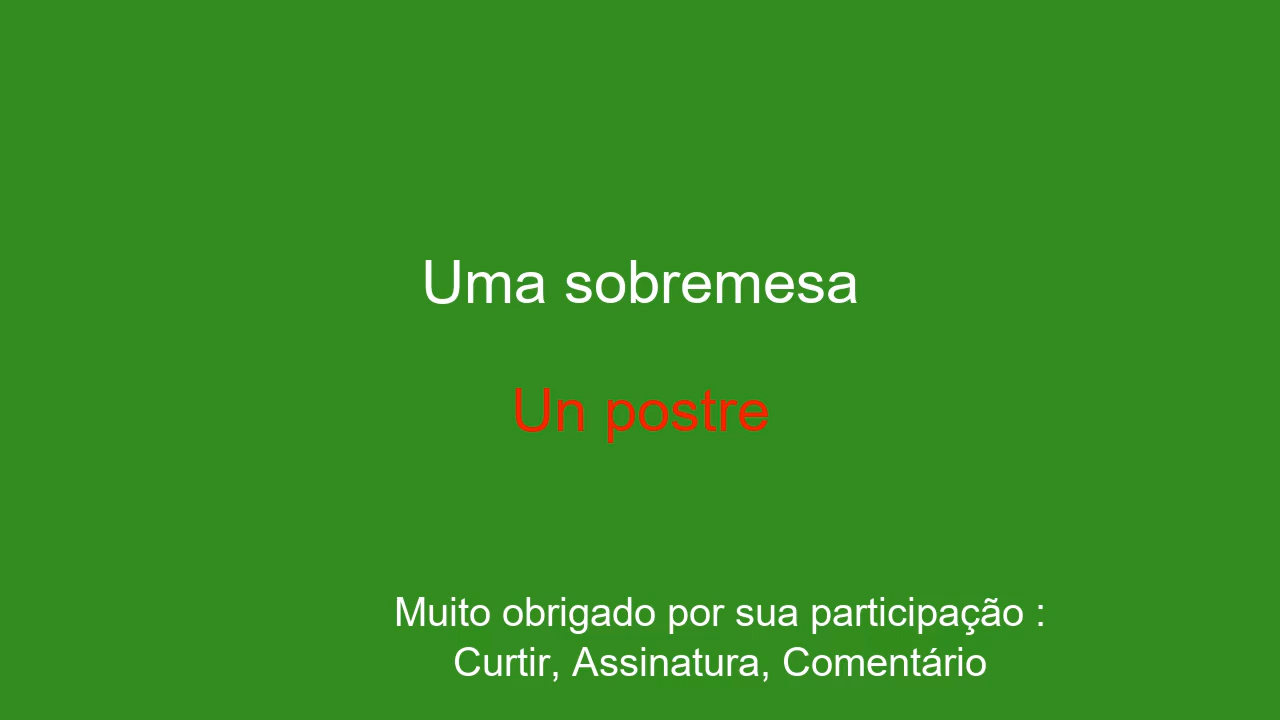 Uma sobremesa
Un postre
Muito obrigado por sua participação :
Curtir, Assinatura, Comentário